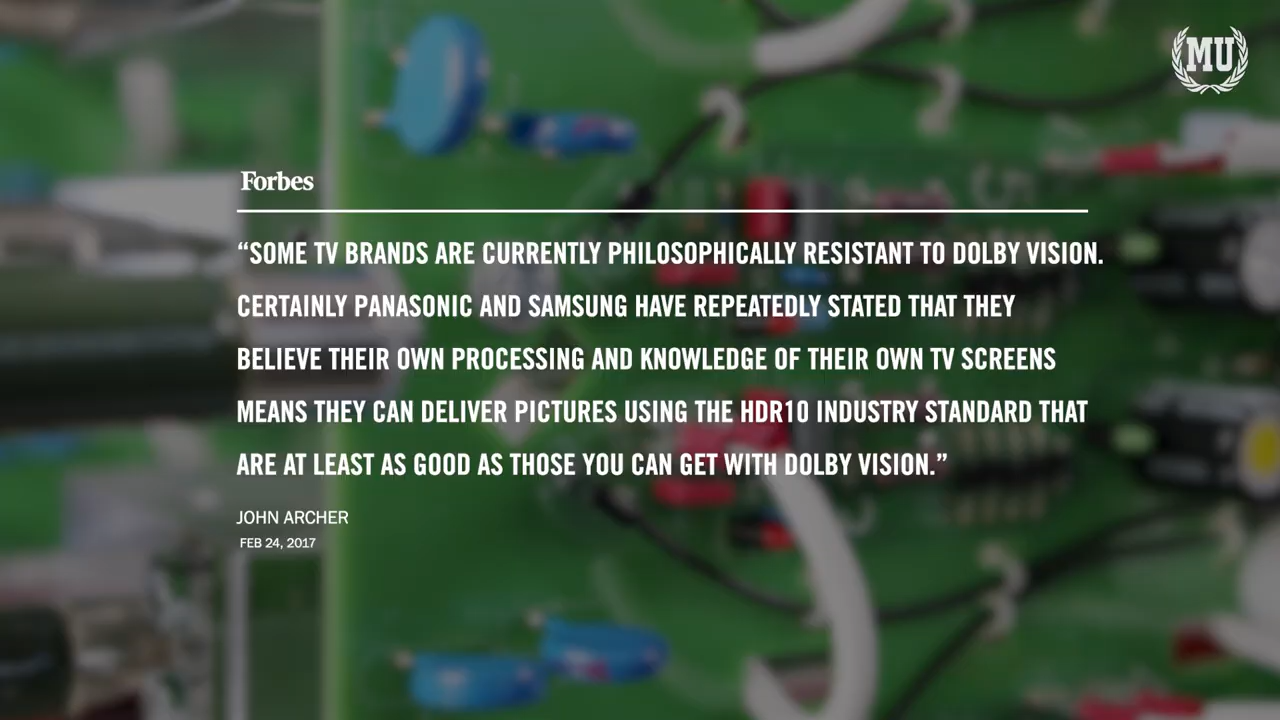 MU
Forbes
“SOME TV BRANDS ARE CURRENTLY PHILOSOPHICALLY RESISTANT TO DOLBY VISION.
CERTAINLY PANASONIC AND SAMSUNG HAVE REPEATEDLY STATED THAT THEY
BELIEVE THEIR OWN PROCESSING AND KNOWLEDGE OF THEIR OWN TV SCREENS
MEANS THEY CAN DELIVER PICTURES USING THE HDR10 INDUSTRY STANDARD THAT
ARE AT LEAST AS GOOD AS THOSE YOU CAN GET WITH DOLBY VISION.”
JOHN ARCHER
FEB 24, 2017